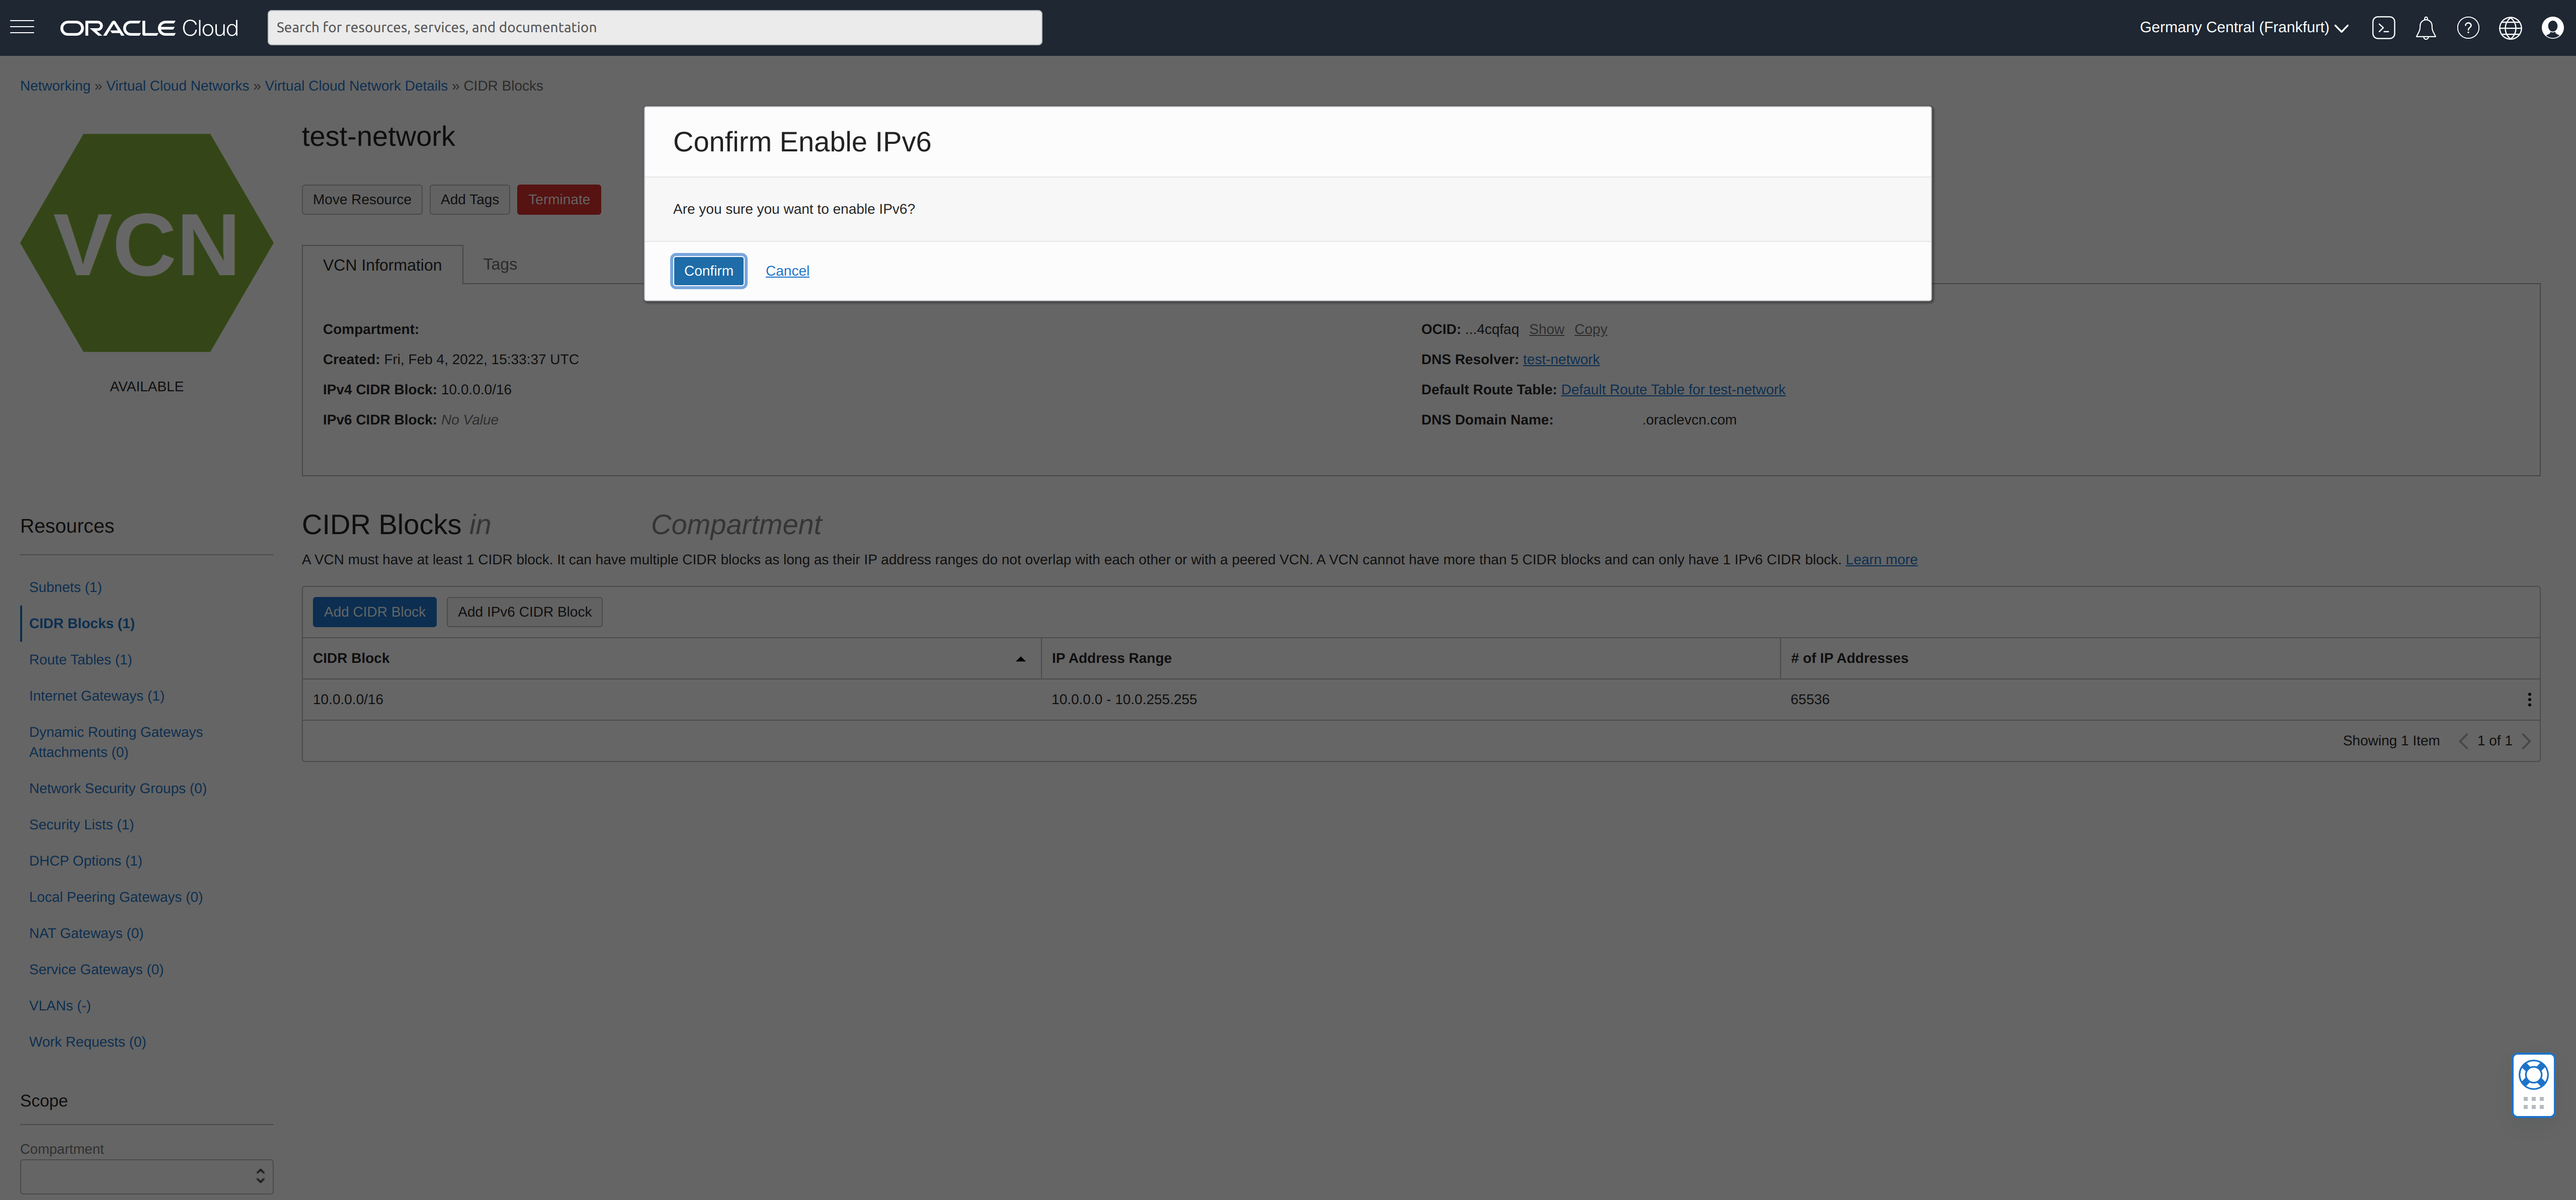 ORACLE Cloud
Search for resources, services, and documentation
Germany Central (Frankfurt)
Networking » Virtual Cloud Networks » Virtual Cloud Network Details » CIDR Blocks
VCN
AVAILABLE
test-network
Move Resource Add Tags Terminate
VCN Information Tags
Confirm Enable IPv6
Are you sure you want to enable IPv6?
Confirm Cancel
Compartment:
Created: Fri, Feb 4, 2022, 15:33:37 UTC
IPv4 CIDR Block: 10.0.0.0/16
IPv6 CIDR Block: No Value
OCID: ...4cqfaq Show Copy
DNS Resolver: test-network
Default Route Table: Default Route Table for test-network
DNS Domain Name: .oraclevcn.com
Resources
Subnets (1)
CIDR Blocks (1)
Route Tables (1)
Internet Gateways (1)
Dynamic Routing Gateways
Attachments (0)
Network Security Groups (0)
Security Lists (1)
DHCP Options (1)
Local Peering Gateways (0)
NAT Gateways (0)
Service Gateways (0)
VLANs (-)
Work Requests (0)
Scope
Compartment
CIDR Blocks in Compartment
A VCN must have at least 1 CIDR block. It can have multiple CIDR blocks as long as their IP address ranges do not overlap with each other or with a peered VCN. A VCN cannot have more than 5 CIDR blocks and can only have 1 IPv6 CIDR block. Learn more
Add CIDR Block Add IPv6 CIDR Block
CIDR Block IP Address Range # of IP Addresses
10.0.0.0/16 10.0.0.0 - 10.0.255.255 65536
Showing 1 Item 1 of 1